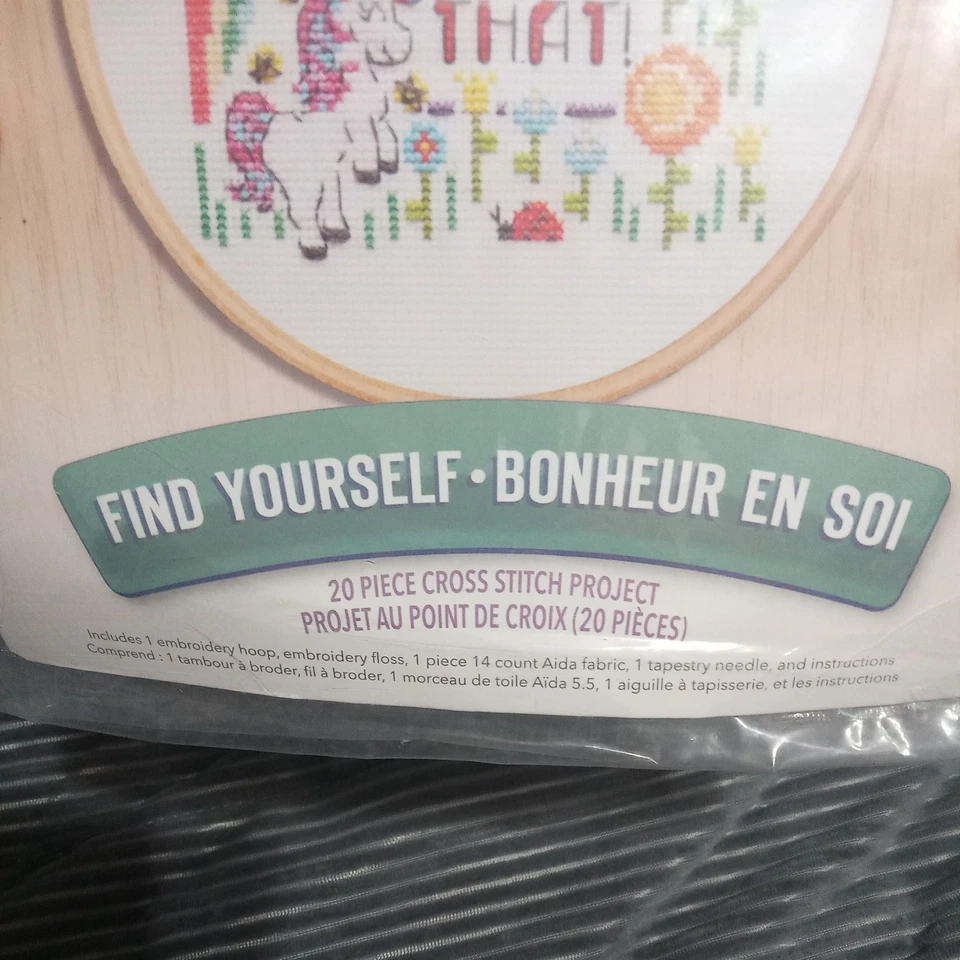 THAT!
FIND YOURSELF • BONHEUR EN SOI
20 PIECE CROSS STITCH PROJECT
PROJET AU POINT DE CROIX (20 PIÈCES)
Includes 1 embroidery hoop, embroidery floss, 1 piece 14 count Aida fabric, 1 tapestry needle, and instructions
Comprend : 1 tambour à broder, fil à broder, 1 morceau de toile Aïda 5.5, 1 aiguille à tapisserie, et les instructions